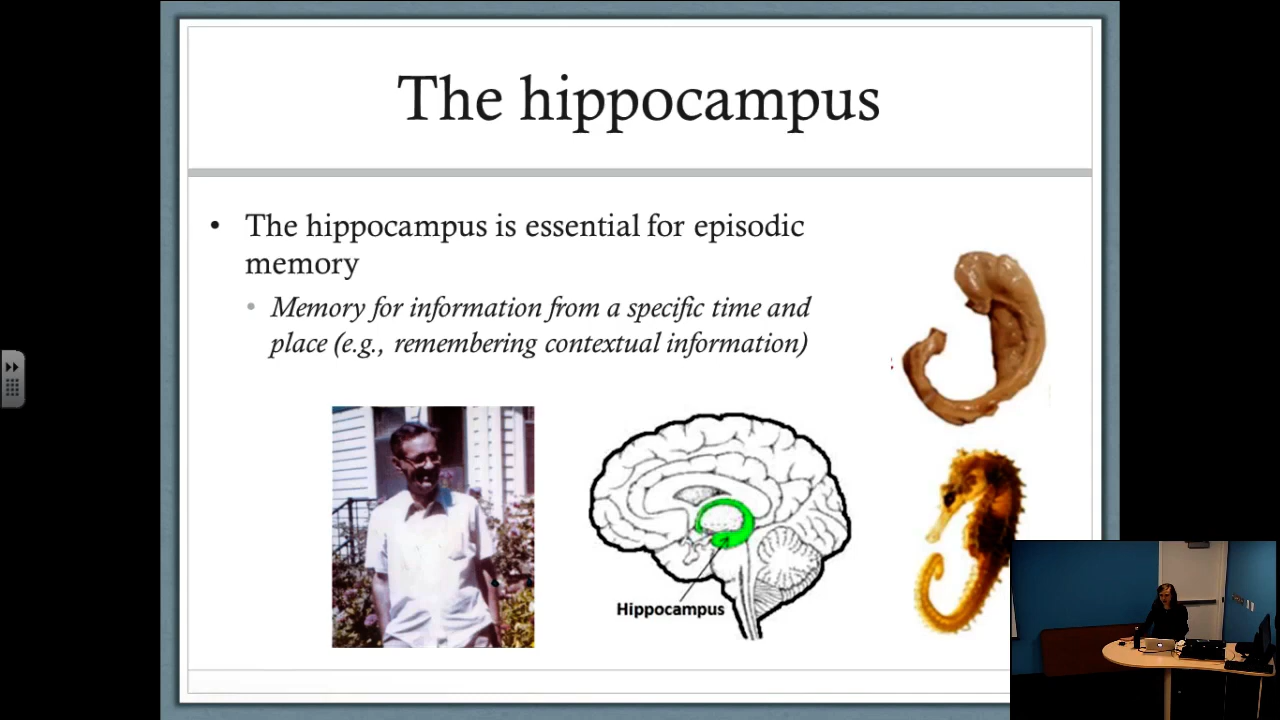 The hippocampus
• The hippocampus is essential for episodic
memory
• Memory for information from a specific time and
place (e.g., remembering contextual information)
Hippocampus